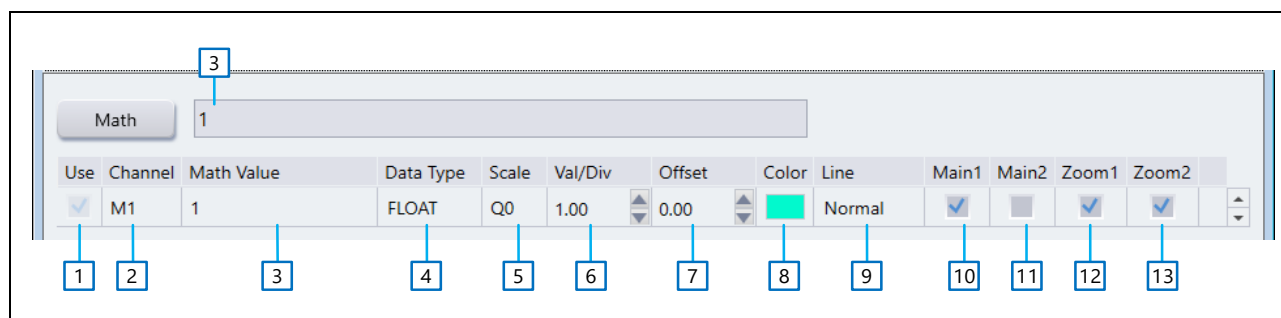 3
Math 1
Use Channel Math Value Data Type Scale Val/Div Offset Color Line Main1 Main2 Zoom1 Zoom2
M1 1 FLOAT Q0 1.00 0.00 Normal
1 2 3 4 5 6 7 8 9 10 11 12 13